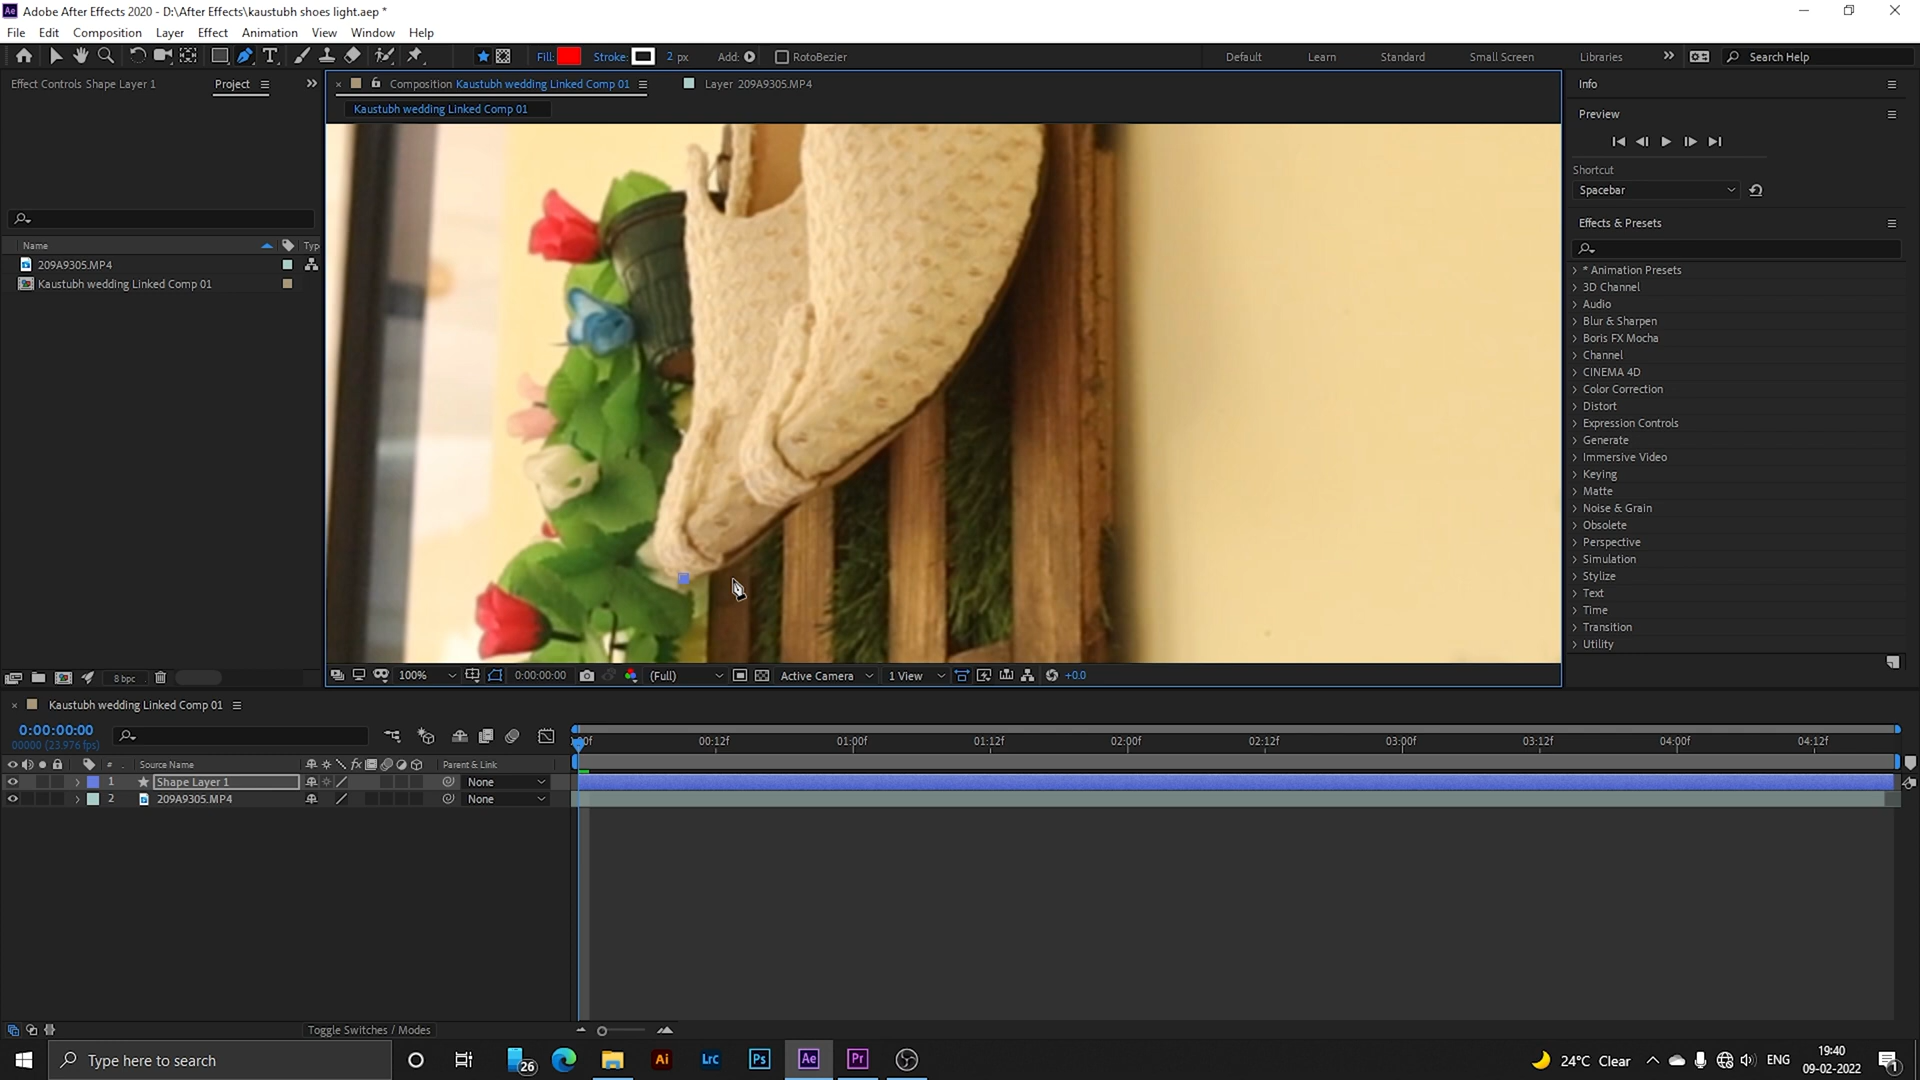 Adobe After Effects 2020 - D:\After Effects\kaustubh shoes light.aep *
File Edit Composition Layer Effect Animation View Window Help
Fill: Stroke: 2 px Add: RotoBezier Default Learn Standard Small Screen Libraries Search Help
Effect Controls Shape Layer 1 Project Composition Kaustubh wedding Linked Comp 01 Layer 209A9305.MP4 Info
Kaustubh wedding Linked Comp 01
Preview
Shortcut
Spacebar
Effects & Presets
Name Typ
209A9305.MP4
Kaustubh wedding Linked Comp 01
* Animation Presets
3D Channel
Audio
Blur & Sharpen
Boris FX Mocha
Channel
CINEMA 4D
Color Correction
Distort
Expression Controls
Generate
Immersive Video
Keying
Matte
Noise & Grain
Obsolete
Perspective
Simulation
Stylize
Text
Time
Transition
Utility
8 bpc 100% 0:00:00:00 (Full) Active Camera 1 View +0.0
Kaustubh wedding Linked Comp 01
0:00:00:00
00000 (23.976 fps)
00f 00:12f 01:00f 01:12f 02:00f 02:12f 03:00f 03:12f 04:00f 04:12f
# Source Name fx Parent & Link
1 Shape Layer 1 None
2 209A9305.MP4 None
Toggle Switches / Modes
Type here to search 26 Ai Lrc Ps Ae Pr 24°C Clear ENG 19:40
09-02-2022 1